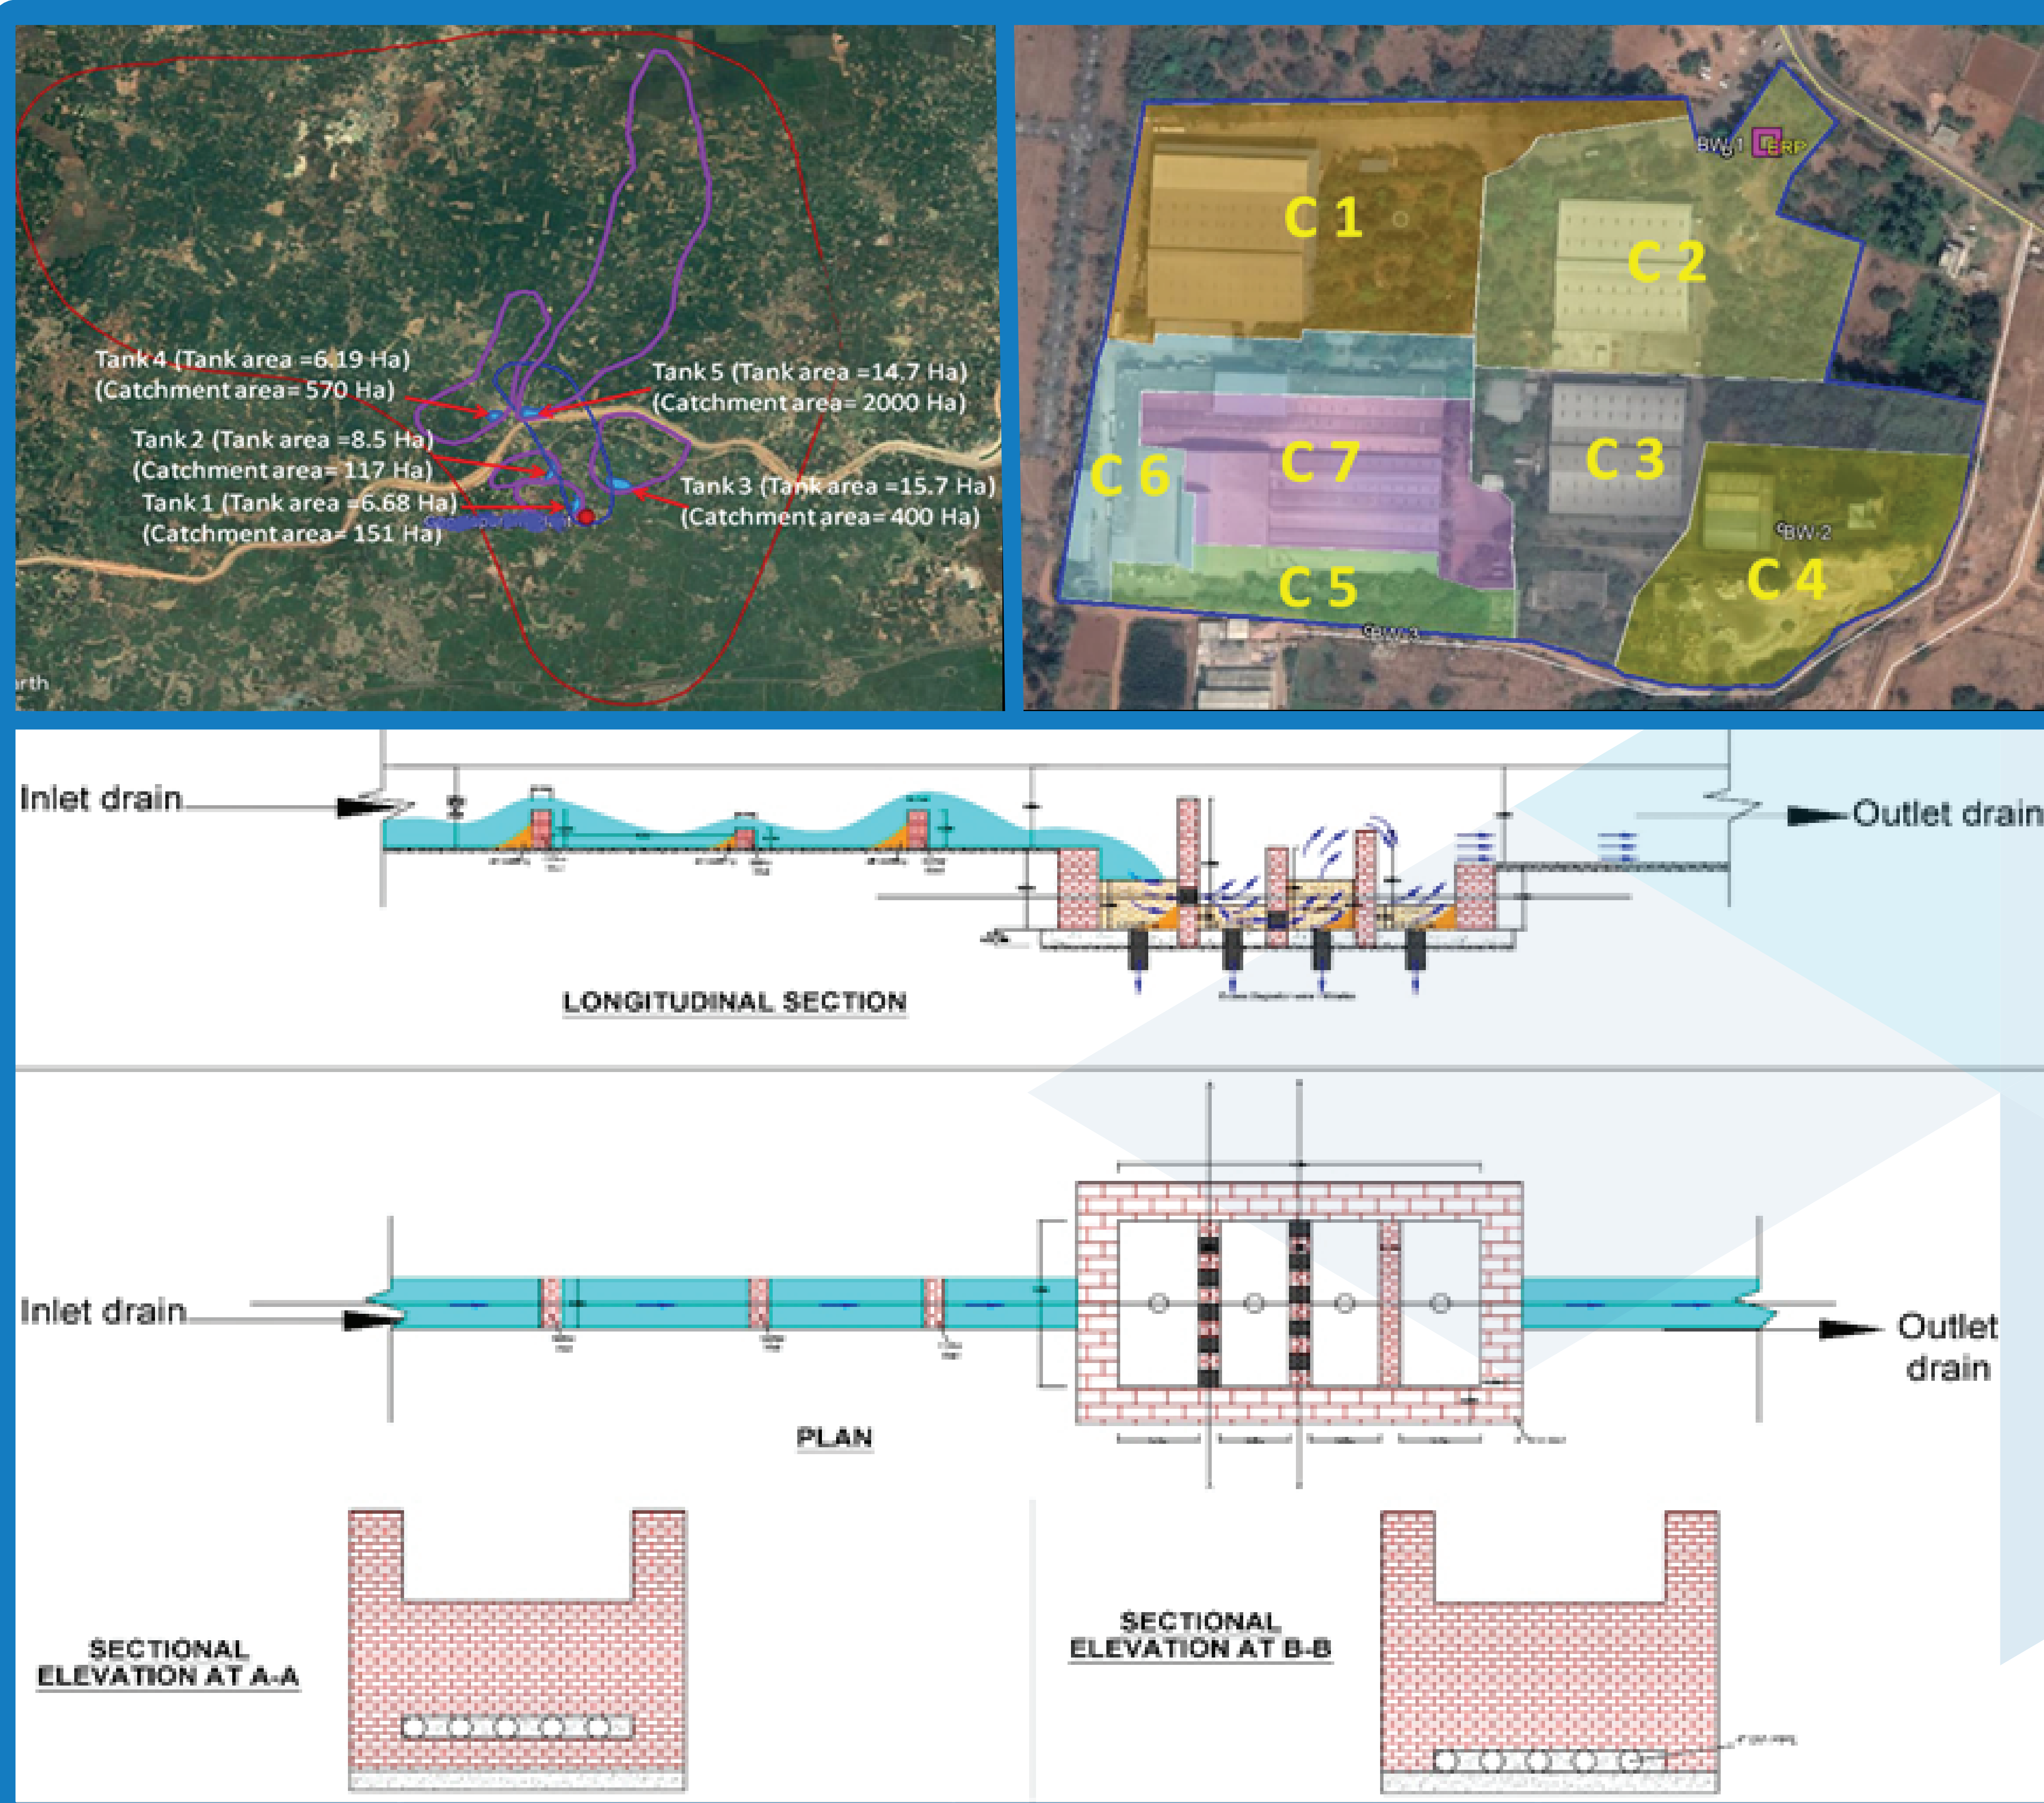 Tank 4 (Tank area =6.19 Ha)
(Catchment area= 570 Ha)
Tank 5 (Tank area =14.7 Ha)
(Catchment area= 2000 Ha)
Tank 2 (Tank area =8.5 Ha)
(Catchment area= 117 Ha)
Tank 1 (Tank area =6.68 Ha)
(Catchment area= 151 Ha)
Tank 3 (Tank area =15.7 Ha)
(Catchment area= 400 Ha)
arth
BW-1
ERP
C 1
C 2
C 3
C 7
C 6
BW-2
C 4
C 5
BW-3
Inlet drain
Outlet drain
LONGITUDINAL SECTION
Inlet drain
Outlet
drain
PLAN
SECTIONAL
ELEVATION AT A-A
SECTIONAL
ELEVATION AT B-B